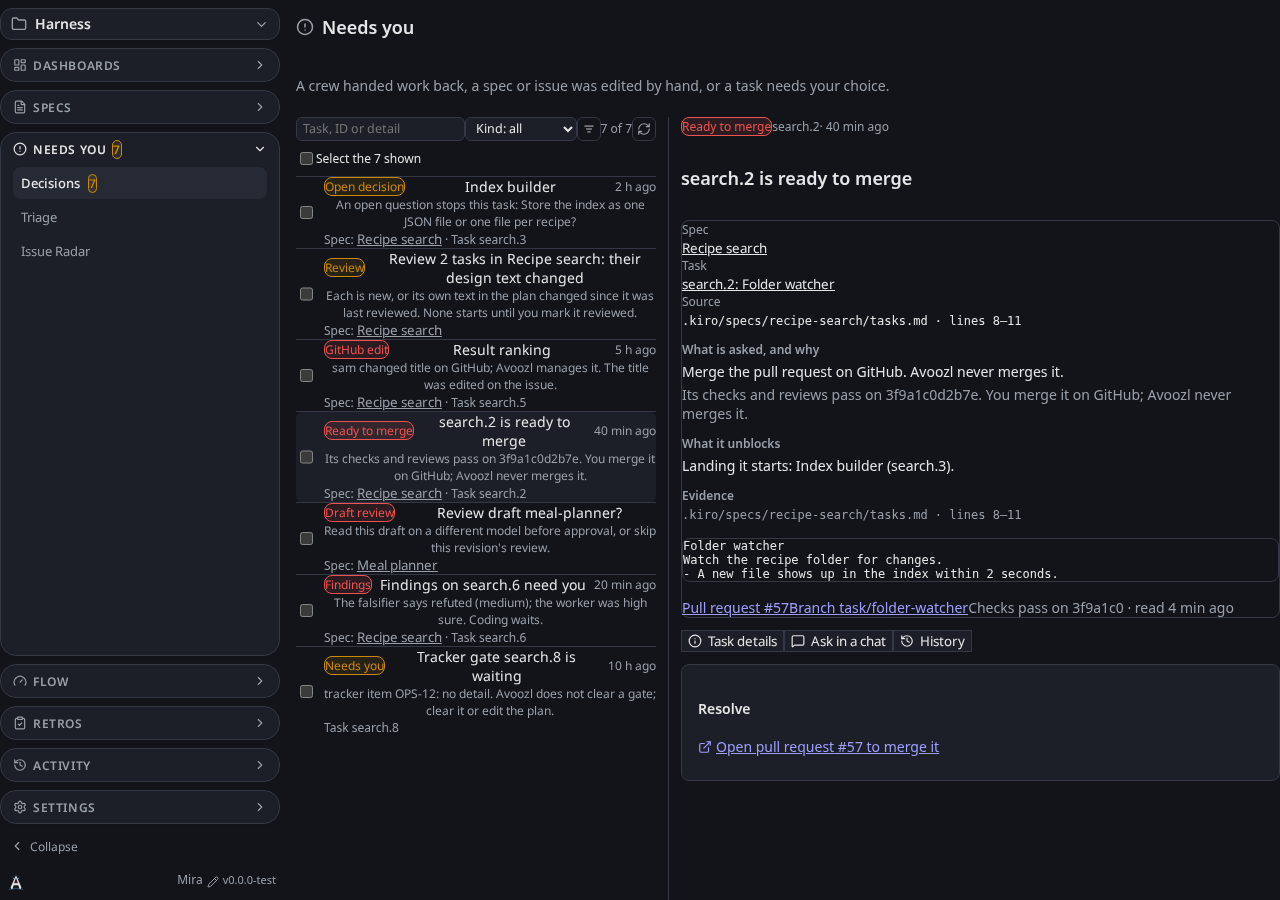 Harness
DASHBOARDS
SPECS
NEEDS YOU 7
Decisions 7
Triage
Issue Radar
FLOW
RETROS
ACTIVITY
SETTINGS
Collapse
A Mira v0.0.0-test
Needs you
A crew handed work back, a spec or issue was edited by hand, or a task needs your choice.
Task, ID or detail Kind: all 7 of 7
Select the 7 shown
Open decision Index builder 2 h ago
An open question stops this task: Store the index as one
JSON file or one file per recipe?
Spec: Recipe search · Task search.3
Review Review 2 tasks in Recipe search: their
design text changed
Each is new, or its own text in the plan changed since it was
last reviewed. None starts until you mark it reviewed.
Spec: Recipe search
GitHub edit Result ranking 5 h ago
sam changed title on GitHub; Avoozl manages it. The title
was edited on the issue.
Spec: Recipe search · Task search.5
Ready to merge search.2 is ready to
merge 40 min ago
Its checks and reviews pass on 3f9a1c0d2b7e. You merge it
on GitHub; Avoozl never merges it.
Spec: Recipe search · Task search.2
Draft review Review draft meal-planner?
Read this draft on a different model before approval, or skip
this revision's review.
Spec: Meal planner
Findings Findings on search.6 need you 20 min ago
The falsifier says refuted (medium); the worker was high
sure. Coding waits.
Spec: Recipe search · Task search.6
Needs you Tracker gate search.8 is
waiting 10 h ago
tracker item OPS-12: no detail. Avoozl does not clear a gate;
clear it or edit the plan.
Task search.8
Ready to merge search.2 · 40 min ago
search.2 is ready to merge
Spec
Recipe search
Task
search.2: Folder watcher
Source
.kiro/specs/recipe-search/tasks.md · lines 8–11
What is asked, and why
Merge the pull request on GitHub. Avoozl never merges it.
Its checks and reviews pass on 3f9a1c0d2b7e. You merge it on GitHub; Avoozl never
merges it.
What it unblocks
Landing it starts: Index builder (search.3).
Evidence
.kiro/specs/recipe-search/tasks.md · lines 8–11
Folder watcher
Watch the recipe folder for changes.
- A new file shows up in the index within 2 seconds.
Pull request #57 Branch task/folder-watcher Checks pass on 3f9a1c0 · read 4 min ago
Task details Ask in a chat History
Resolve
Open pull request #57 to merge it